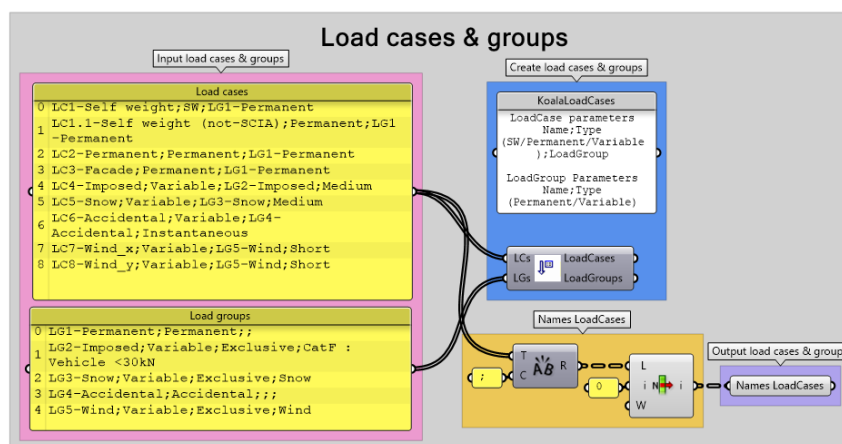 Load cases & groups
Input load cases & groups
Load cases
0 LC1-Self weight;SW;LG1-Permanent
1 LC1.1-Self weight (not-SCIA);Permanent;LG1
-Permanent
2 LC2-Permanent;Permanent;LG1-Permanent
3 LC3-Facade;Permanent;LG1-Permanent
4 LC4-Imposed;Variable;LG2-Imposed;Medium
5 LC5-Snow;Variable;LG3-Snow;Medium
6 LC6-Accidental;Variable;LG4-
Accidental;Instantaneous
7 LC7-Wind_x;Variable;LG5-Wind;Short
8 LC8-Wind_y;Variable;LG5-Wind;Short
Load groups
0 LG1-Permanent;Permanent;;
1 LG2-Imposed;Variable;Exclusive;CatF :
Vehicle <30kN
2 LG3-Snow;Variable;Exclusive;Snow
3 LG4-Accidental;Accidental;;;
4 LG5-Wind;Variable;Exclusive;Wind
Create load cases & groups
KoalaLoadCases
LoadCase parameters
Name;Type
(SW/Permanent/Variable
);LoadGroup
LoadGroup Parameters
Name;Type
(Permanent/Variable)
LCs LoadCases
LGs LoadGroups
Names LoadCases
;
T AB R
C
0
L
i N i
W
Output load cases & group
Names LoadCases